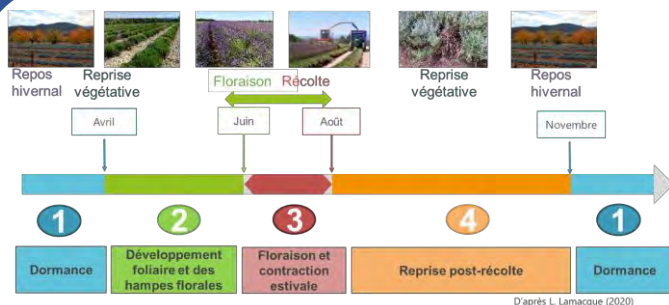 Repos
hivernal
Reprise
végétative
Floraison Récolte
Reprise
végétative
Repos
hivernal
Avril
Juin
Août
Novembre
1
2
3
4
1
Dormance
Développement
foliaire et des
hampes florales
Floraison et
contraction
estivale
Reprise post-récolte
Dormance
D'après L. Lamacque (2020)